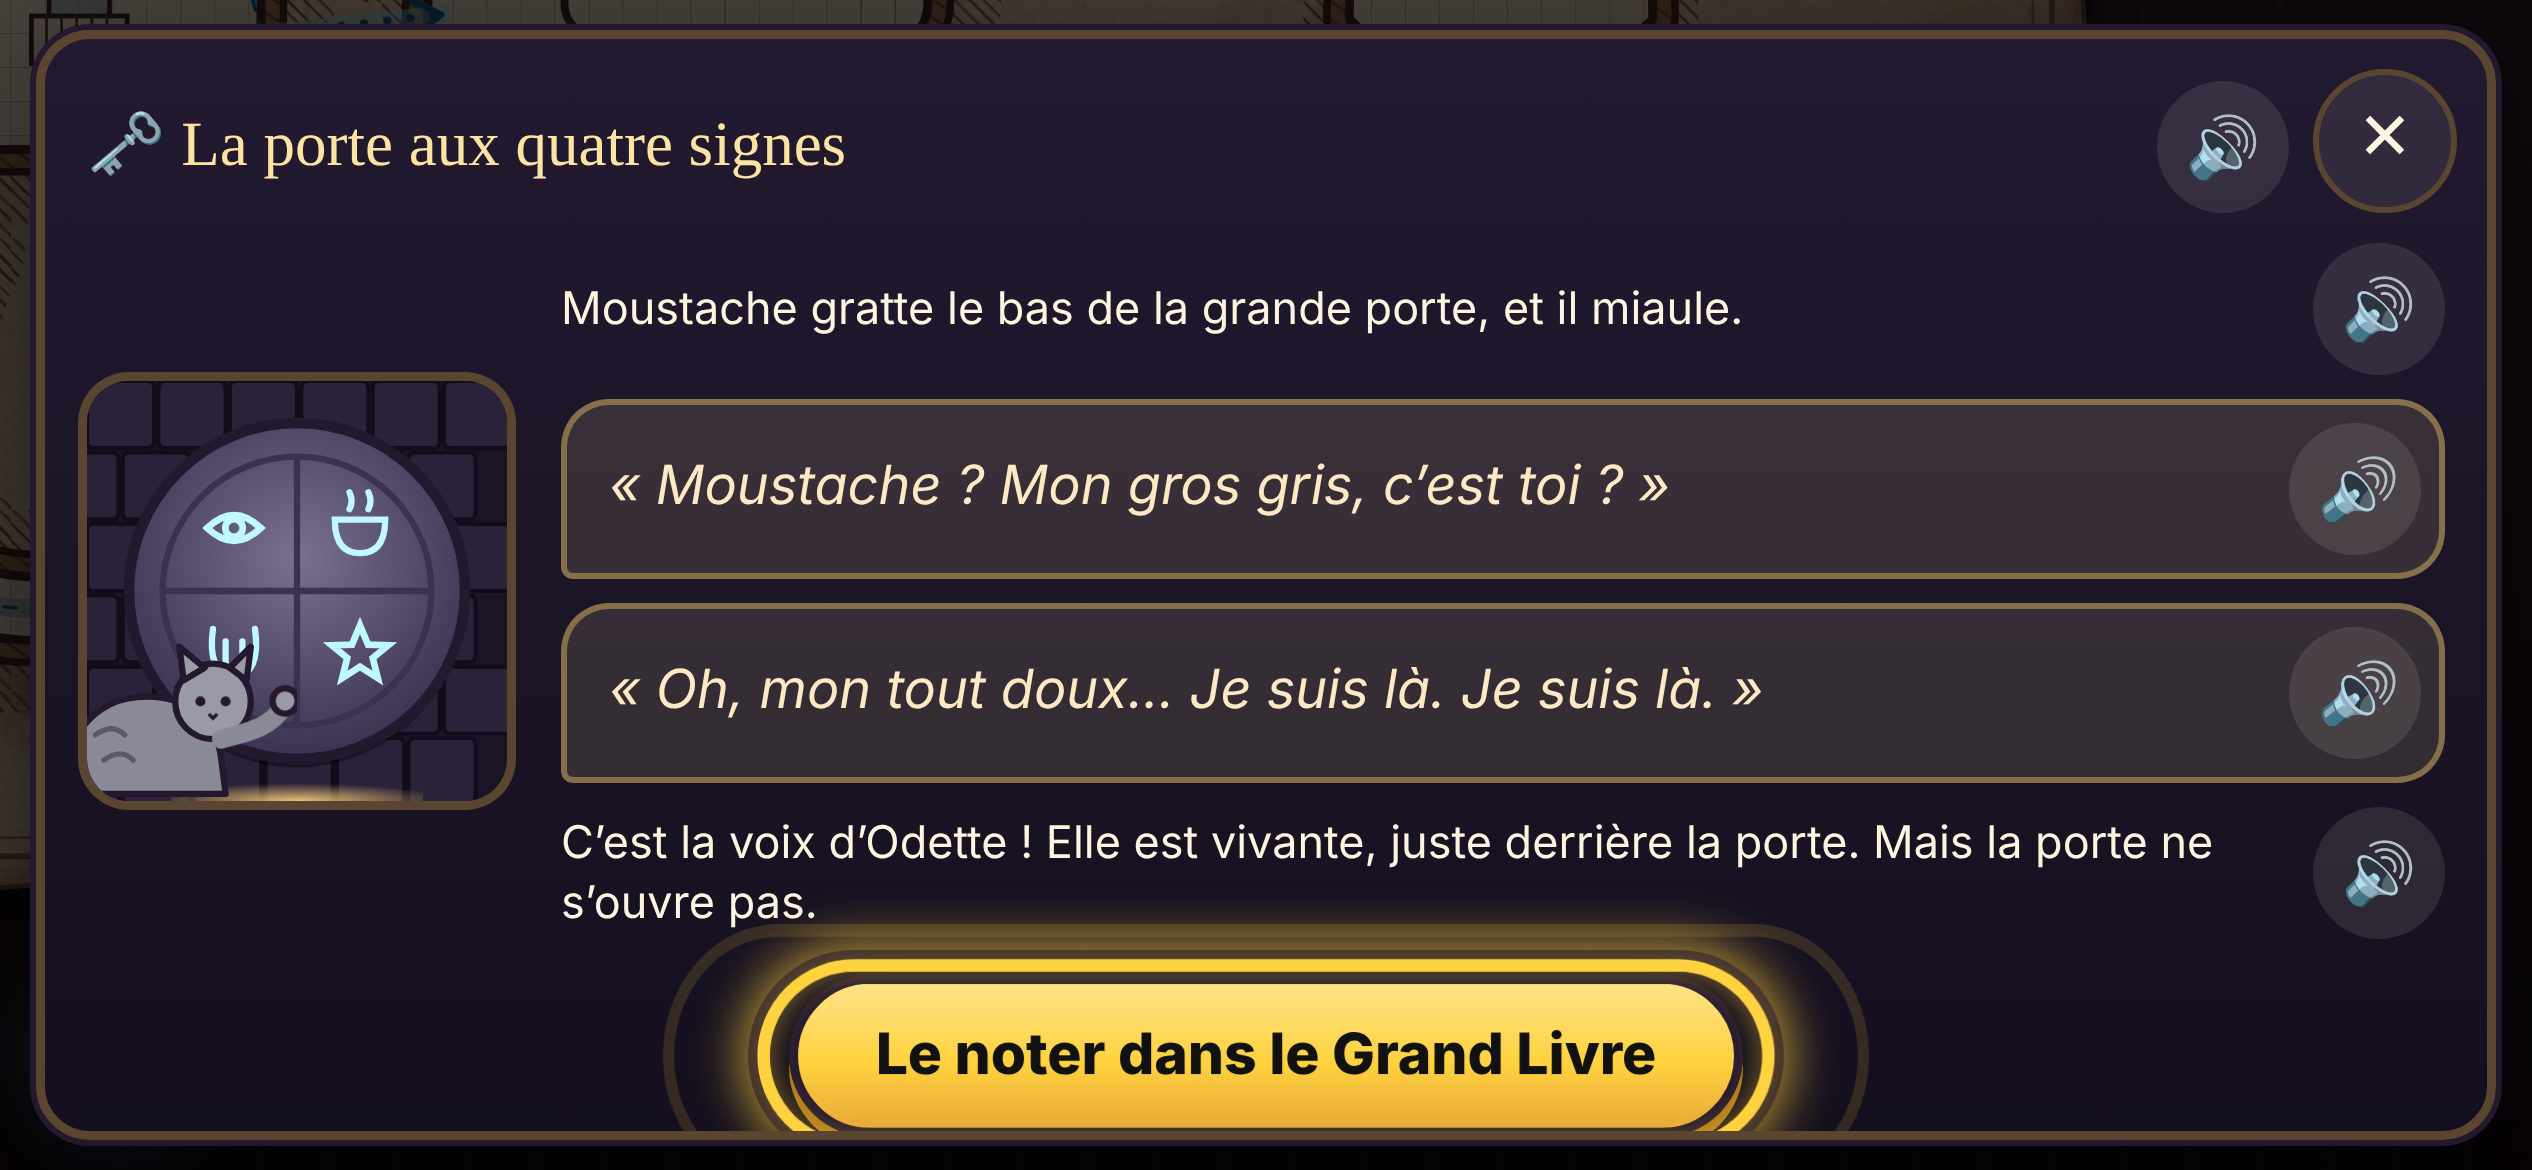 La porte aux quatre signes
Moustache gratte le bas de la grande porte, et il miaule.
« Moustache ? Mon gros gris, c’est toi ? »
« Oh, mon tout doux… Je suis là. Je suis là. »
C’est la voix d’Odette ! Elle est vivante, juste derrière la porte. Mais la porte ne
s’ouvre pas.
Le noter dans le Grand Livre